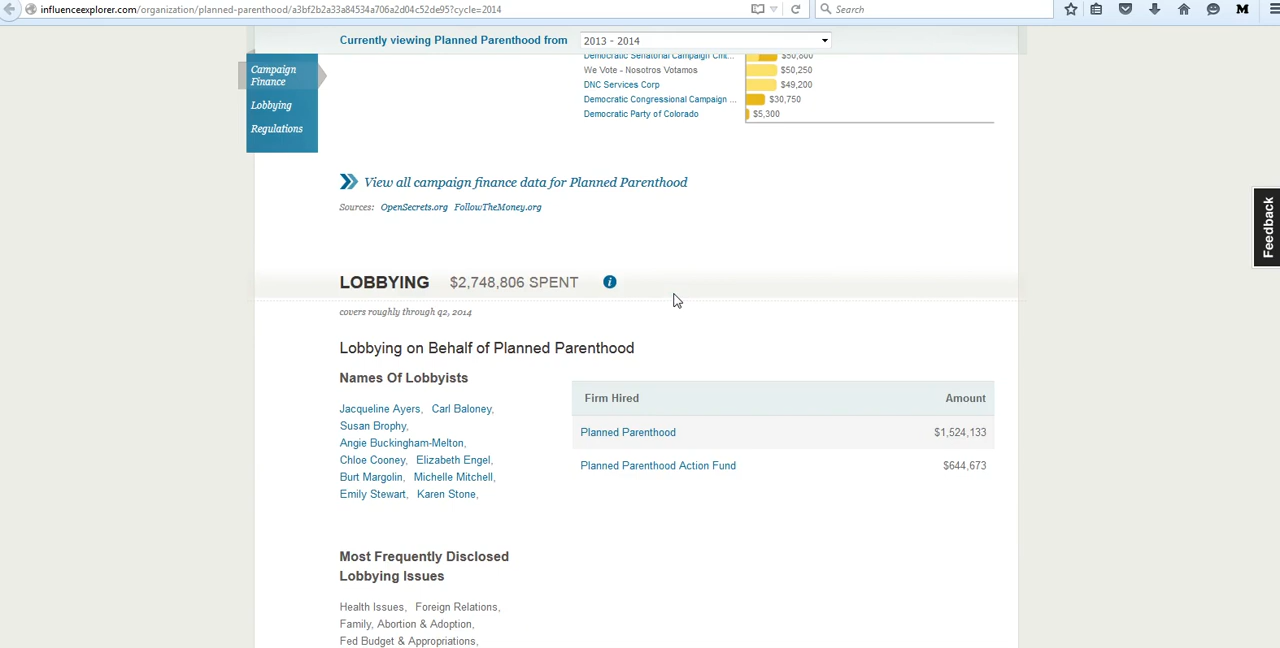 influenceexplorer.com/organization/planned-parenthood/a3bf2b2a33a84534a706a2d04c52de95?cycle=2014
Search
M
Currently viewing Planned Parenthood from
2013 - 2014
Campaign
Finance
Lobbying
Regulations
Democratic Senatorial Campaign Cmt... $50,800
We Vote - Nosotros Votamos $50,250
DNC Services Corp $49,200
Democratic Congressional Campaign ... $30,750
Democratic Party of Colorado $5,300
View all campaign finance data for Planned Parenthood
Sources: OpenSecrets.org FollowTheMoney.org
Feedback
LOBBYING $2,748,806 SPENT i
covers roughly through q2, 2014
Lobbying on Behalf of Planned Parenthood
Names Of Lobbyists
Jacqueline Ayers, Carl Baloney,
Susan Brophy,
Angie Buckingham-Melton,
Chloe Cooney, Elizabeth Engel,
Burt Margolin, Michelle Mitchell,
Emily Stewart, Karen Stone,
Firm Hired Amount
Planned Parenthood $1,524,133
Planned Parenthood Action Fund $644,673
Most Frequently Disclosed
Lobbying Issues
Health Issues, Foreign Relations,
Family, Abortion & Adoption,
Fed Budget & Appropriations,